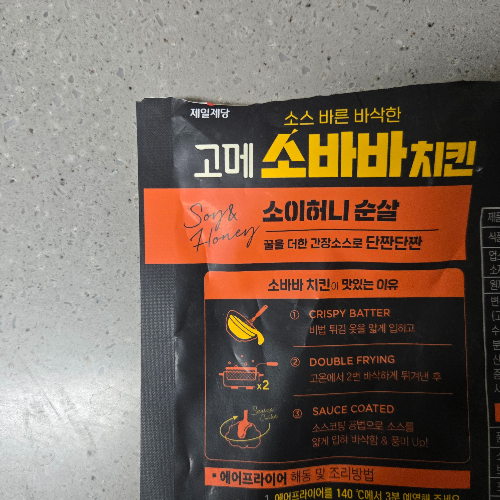 제일제당
소스 바른 바삭한
고메 소바바 치킨
Soy &
Honey
소이허니 순살
꿀을 더한 간장소스로 단짠단짠
소바바 치킨이 맛있는 이유
① CRISPY BATTER
비법 튀김 옷을 얇게 입히고
② DOUBLE FRYING
고온에서 2번 바삭하게 튀겨낸 후
x2
③ SAUCE COATED
소스코팅 공법으로 소스를
얇게 입혀 바삭함 & 풍미 Up!
* 에어프라이어 해동 및 조리방법
1. 에어프라이어를 140 ℃에서 3분 예열해 주세요